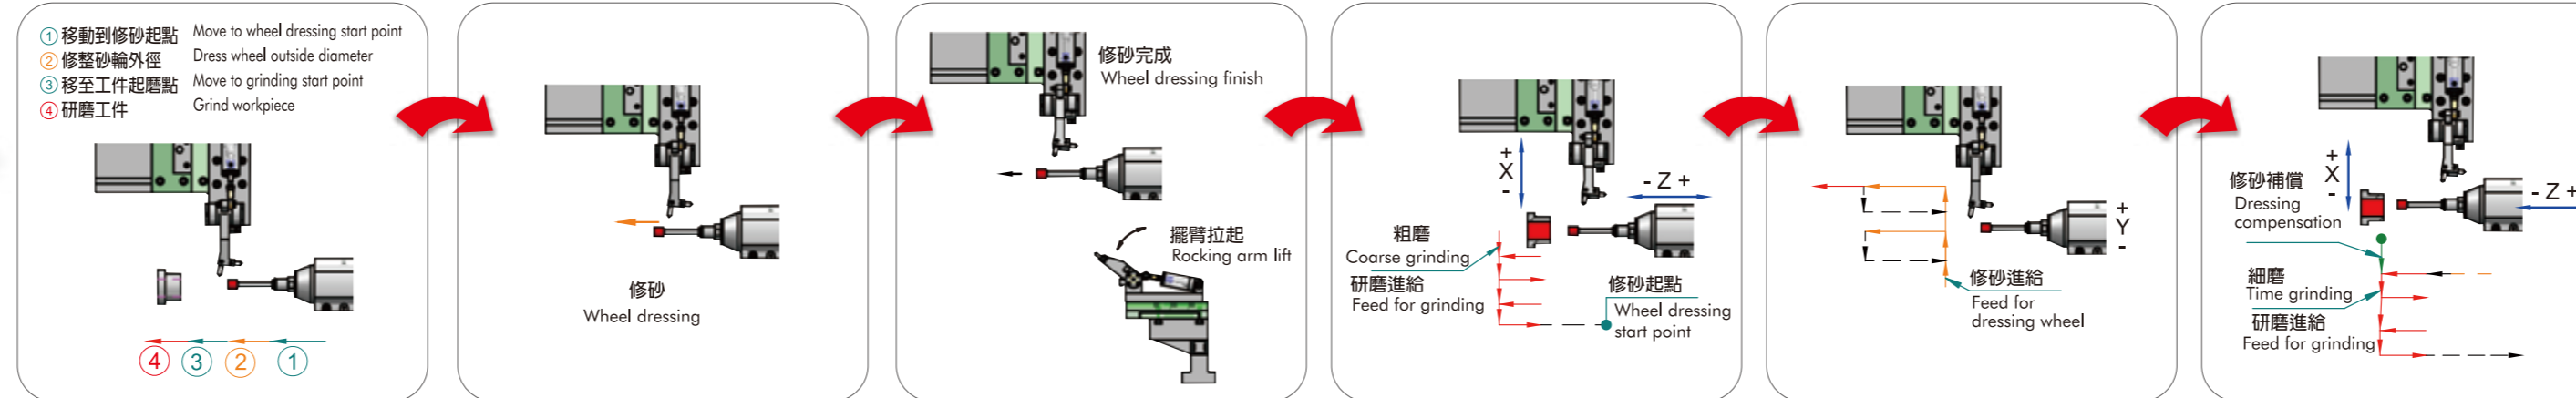 ①移動到修砂起點 Move to wheel dressing start point
②修整砂輪外徑 Dress wheel outside diameter
③移至工件起磨點 Move to grinding start point
④研磨工件 Grind workpiece
④ ③ ② ①
修砂
Wheel dressing
修砂完成
Wheel dressing finish
擺臂拉起
Rocking arm lift
+
X
-
- Z +
粗磨
Coarse grinding
研磨進給
Feed for grinding
修砂起點
Wheel dressing
start point
+
Y
-
修砂進給
Feed for
dressing wheel
+
X
-
- Z +
修砂補償
Dressing
compensation
細磨
Time grinding
研磨進給
Feed for grinding